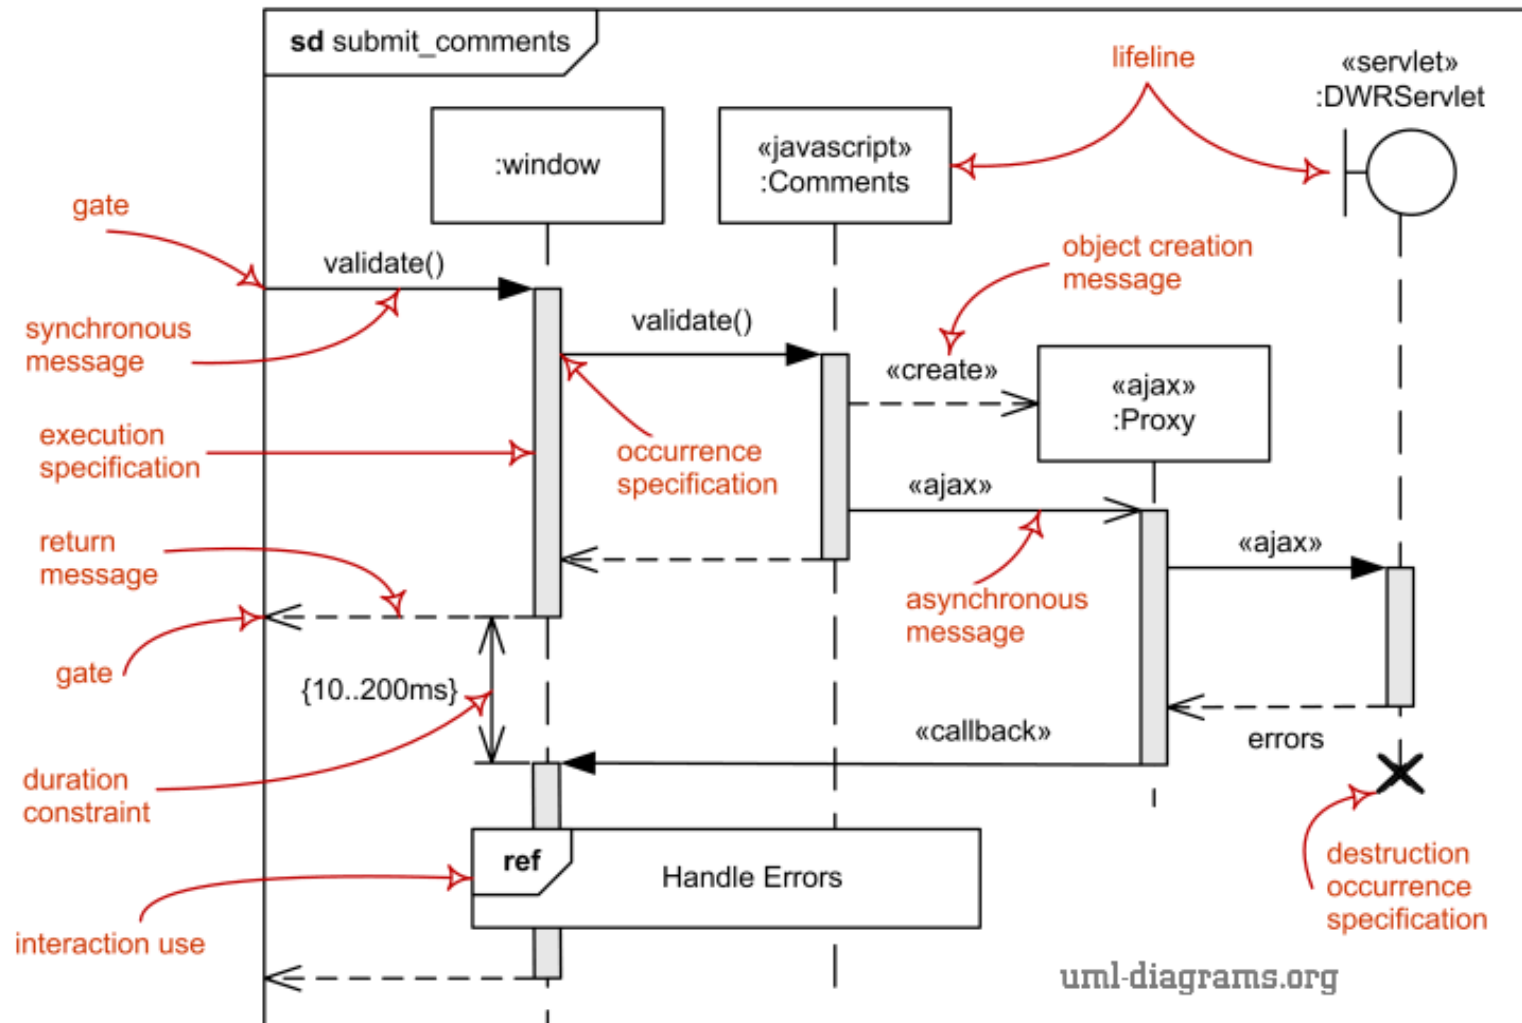 sd submit_comments
lifeline
«servlet»
:DWRServlet
:window
«javascript»
:Comments
gate
validate()
object creation
message
synchronous
message
validate()
«create»
«ajax»
:Proxy
execution
specification
occurrence
specification
«ajax»
return
message
«ajax»
asynchronous
message
gate
{10..200ms}
«callback»
errors
duration
constraint
ref
Handle Errors
destruction
occurrence
specification
interaction use
uml-diagrams.org